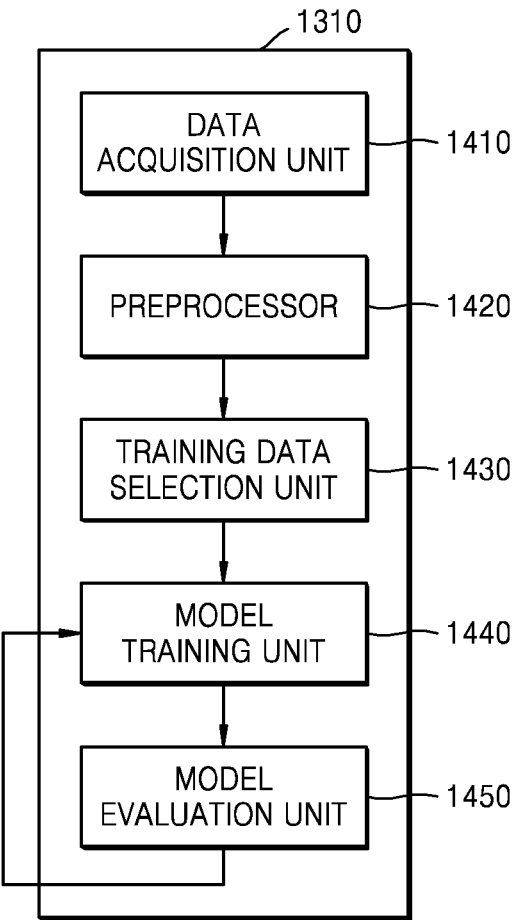 1310
DATA
ACQUISITION UNIT
1410
PREPROCESSOR
1420
TRAINING DATA
SELECTION UNIT
1430
MODEL
TRAINING UNIT
1440
MODEL
EVALUATION UNIT
1450